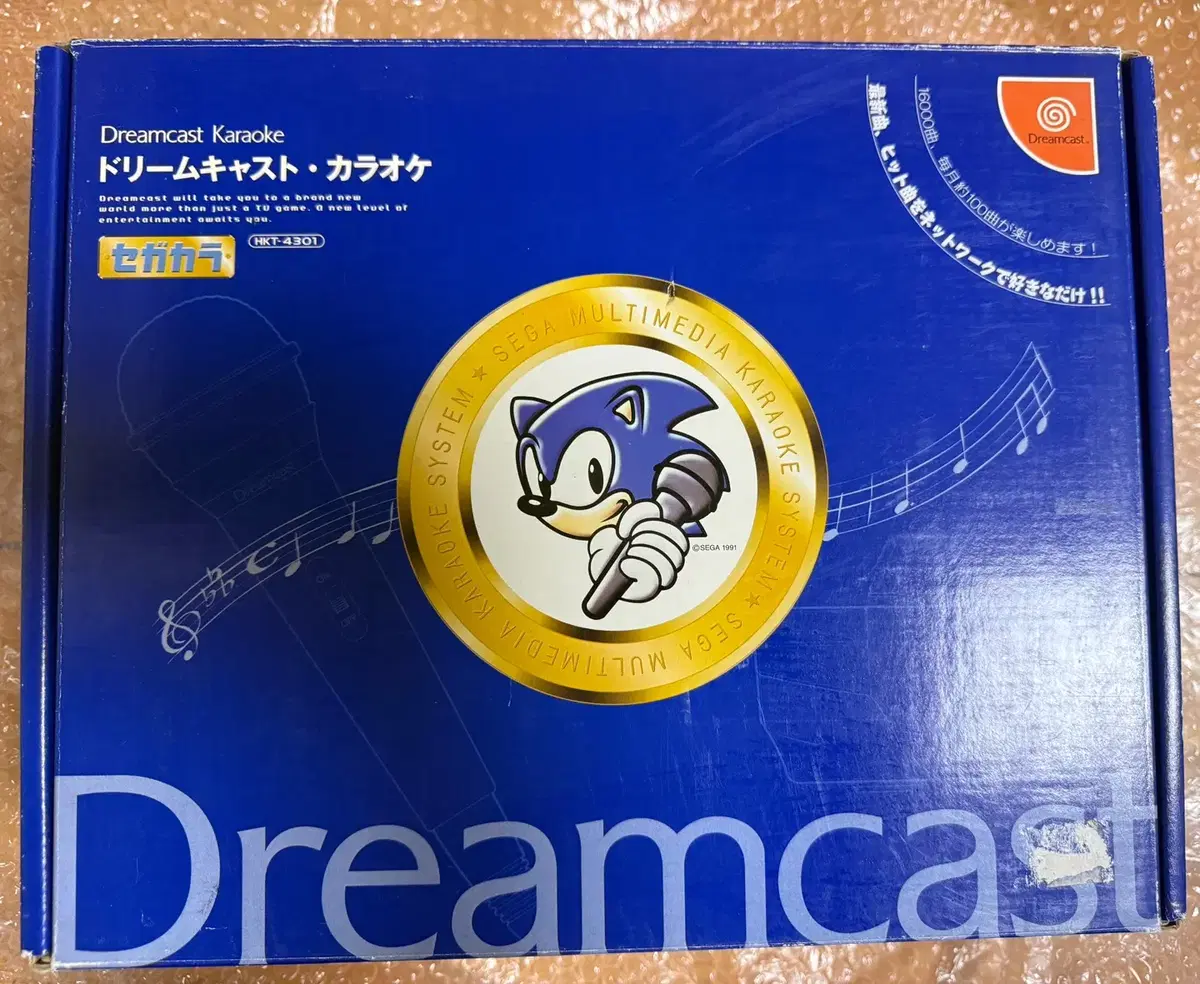 Dreamcast Karaoke
ドリームキャスト・カラオケ
Dreamcast will take you to a brand new
world more than just a TV game. A new level of
entertainment awaits you.
セガカラ
HKT-4301
16000曲、毎月約100曲が楽しめます！
最新曲、ヒット曲をネットワークで好きなだけ！！
Dreamcast
SEGA MULTIMEDIA KARAOKE SYSTEM ★ SEGA MULTIMEDIA KARAOKE SYSTEM ★
©SEGA 1991
Dreamcast
Dreamcast